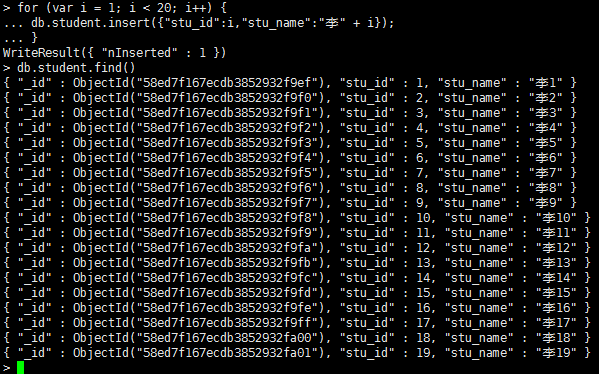 > for (var i = 1; i < 20; i++) {
... db.student.insert({"stu_id":i,"stu_name":"李" + i});
... }
WriteResult({ "nInserted" : 1 })
> db.student.find()
{ "_id" : ObjectId("58ed7f167ecdb3852932f9ef"), "stu_id" : 1, "stu_name" : "李1" }
{ "_id" : ObjectId("58ed7f167ecdb3852932f9f0"), "stu_id" : 2, "stu_name" : "李2" }
{ "_id" : ObjectId("58ed7f167ecdb3852932f9f1"), "stu_id" : 3, "stu_name" : "李3" }
{ "_id" : ObjectId("58ed7f167ecdb3852932f9f2"), "stu_id" : 4, "stu_name" : "李4" }
{ "_id" : ObjectId("58ed7f167ecdb3852932f9f3"), "stu_id" : 5, "stu_name" : "李5" }
{ "_id" : ObjectId("58ed7f167ecdb3852932f9f4"), "stu_id" : 6, "stu_name" : "李6" }
{ "_id" : ObjectId("58ed7f167ecdb3852932f9f5"), "stu_id" : 7, "stu_name" : "李7" }
{ "_id" : ObjectId("58ed7f167ecdb3852932f9f6"), "stu_id" : 8, "stu_name" : "李8" }
{ "_id" : ObjectId("58ed7f167ecdb3852932f9f7"), "stu_id" : 9, "stu_name" : "李9" }
{ "_id" : ObjectId("58ed7f167ecdb3852932f9f8"), "stu_id" : 10, "stu_name" : "李10" }
{ "_id" : ObjectId("58ed7f167ecdb3852932f9f9"), "stu_id" : 11, "stu_name" : "李11" }
{ "_id" : ObjectId("58ed7f167ecdb3852932f9fa"), "stu_id" : 12, "stu_name" : "李12" }
{ "_id" : ObjectId("58ed7f167ecdb3852932f9fb"), "stu_id" : 13, "stu_name" : "李13" }
{ "_id" : ObjectId("58ed7f167ecdb3852932f9fc"), "stu_id" : 14, "stu_name" : "李14" }
{ "_id" : ObjectId("58ed7f167ecdb3852932f9fd"), "stu_id" : 15, "stu_name" : "李15" }
{ "_id" : ObjectId("58ed7f167ecdb3852932f9fe"), "stu_id" : 16, "stu_name" : "李16" }
{ "_id" : ObjectId("58ed7f167ecdb3852932f9ff"), "stu_id" : 17, "stu_name" : "李17" }
{ "_id" : ObjectId("58ed7f167ecdb3852932fa00"), "stu_id" : 18, "stu_name" : "李18" }
{ "_id" : ObjectId("58ed7f167ecdb3852932fa01"), "stu_id" : 19, "stu_name" : "李19" }
>